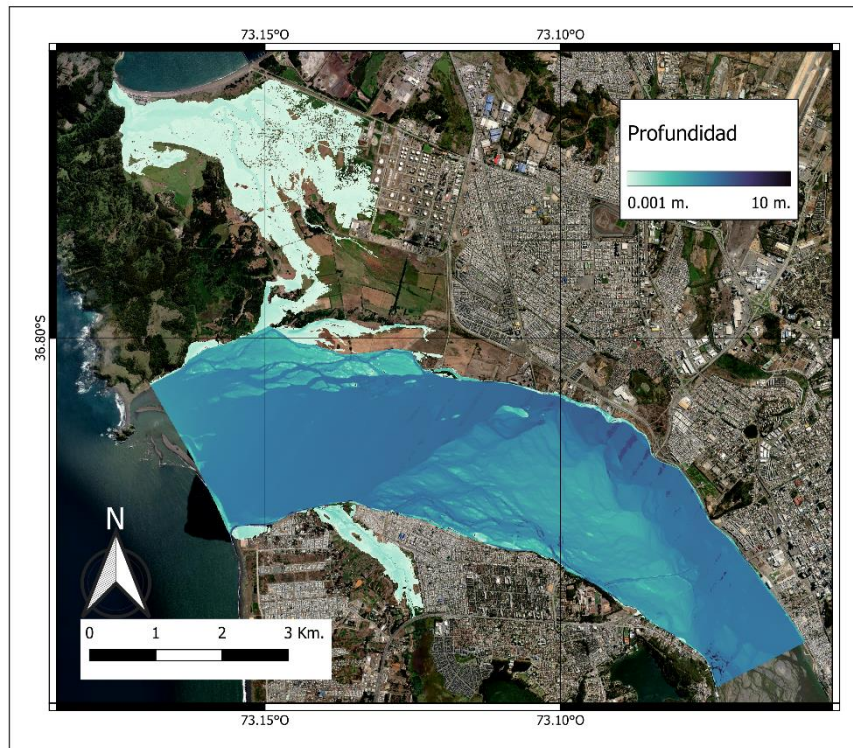 73.15°O 73.10°O
Profundidad
0.001 m. 10 m.
36.80°S
N
0 1 2 3 Km.
73.15°O 73.10°O